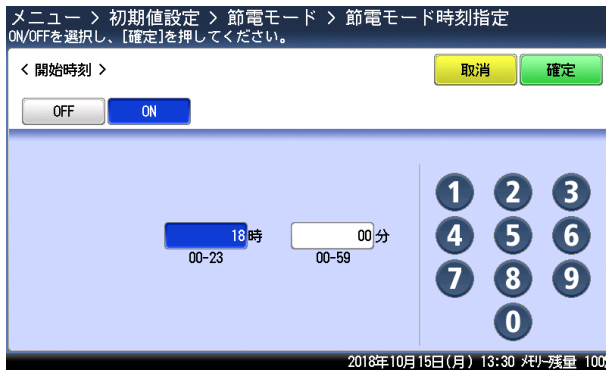 メニュー > 初期値設定 > 節電モード > 節電モード時刻指定
ON/OFFを選択し、[確定]を押してください。
< 開始時刻 >
取消
確定
OFF
ON
18時
00分
00-23
00-59
1 2 3
4 5 6
7 8 9
0
2018年10月15日(月) 13:30 メモリー残量 100%